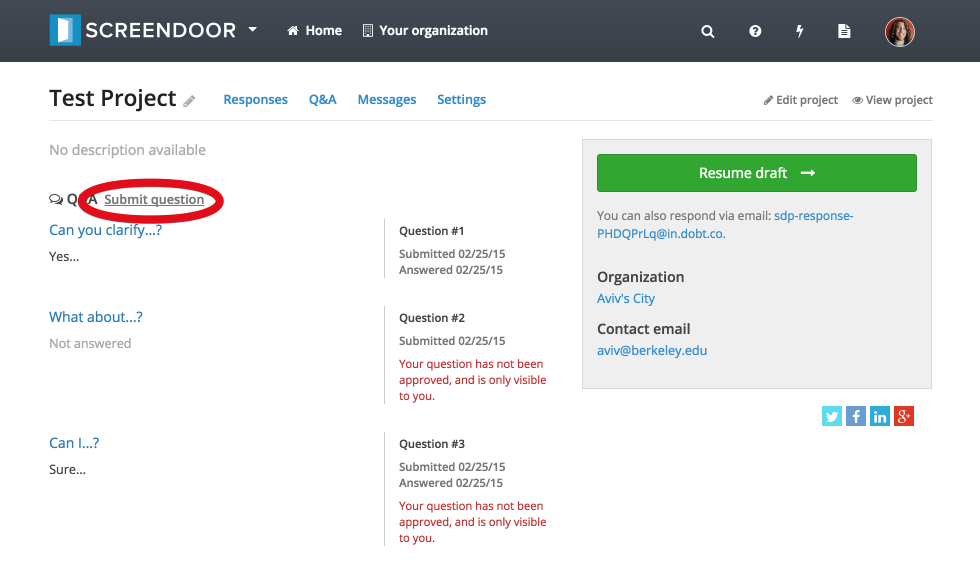 SCREENDOOR Home Your organization
Test Project Responses Q&A Messages Settings Edit project View project
No description available
Q&A Submit question
Can you clarify...?
Yes...
Question #1
Submitted 02/25/15
Answered 02/25/15
What about...?
Not answered
Question #2
Submitted 02/25/15
Your question has not been
approved, and is only visible
to you.
Can I...?
Sure...
Question #3
Submitted 02/25/15
Answered 02/25/15
Your question has not been
approved, and is only visible
to you.
Resume draft
You can also respond via email: sdp-response-
PHDQPrLq@in.dobt.co.
Organization
Aviv's City
Contact email
aviv@berkeley.edu